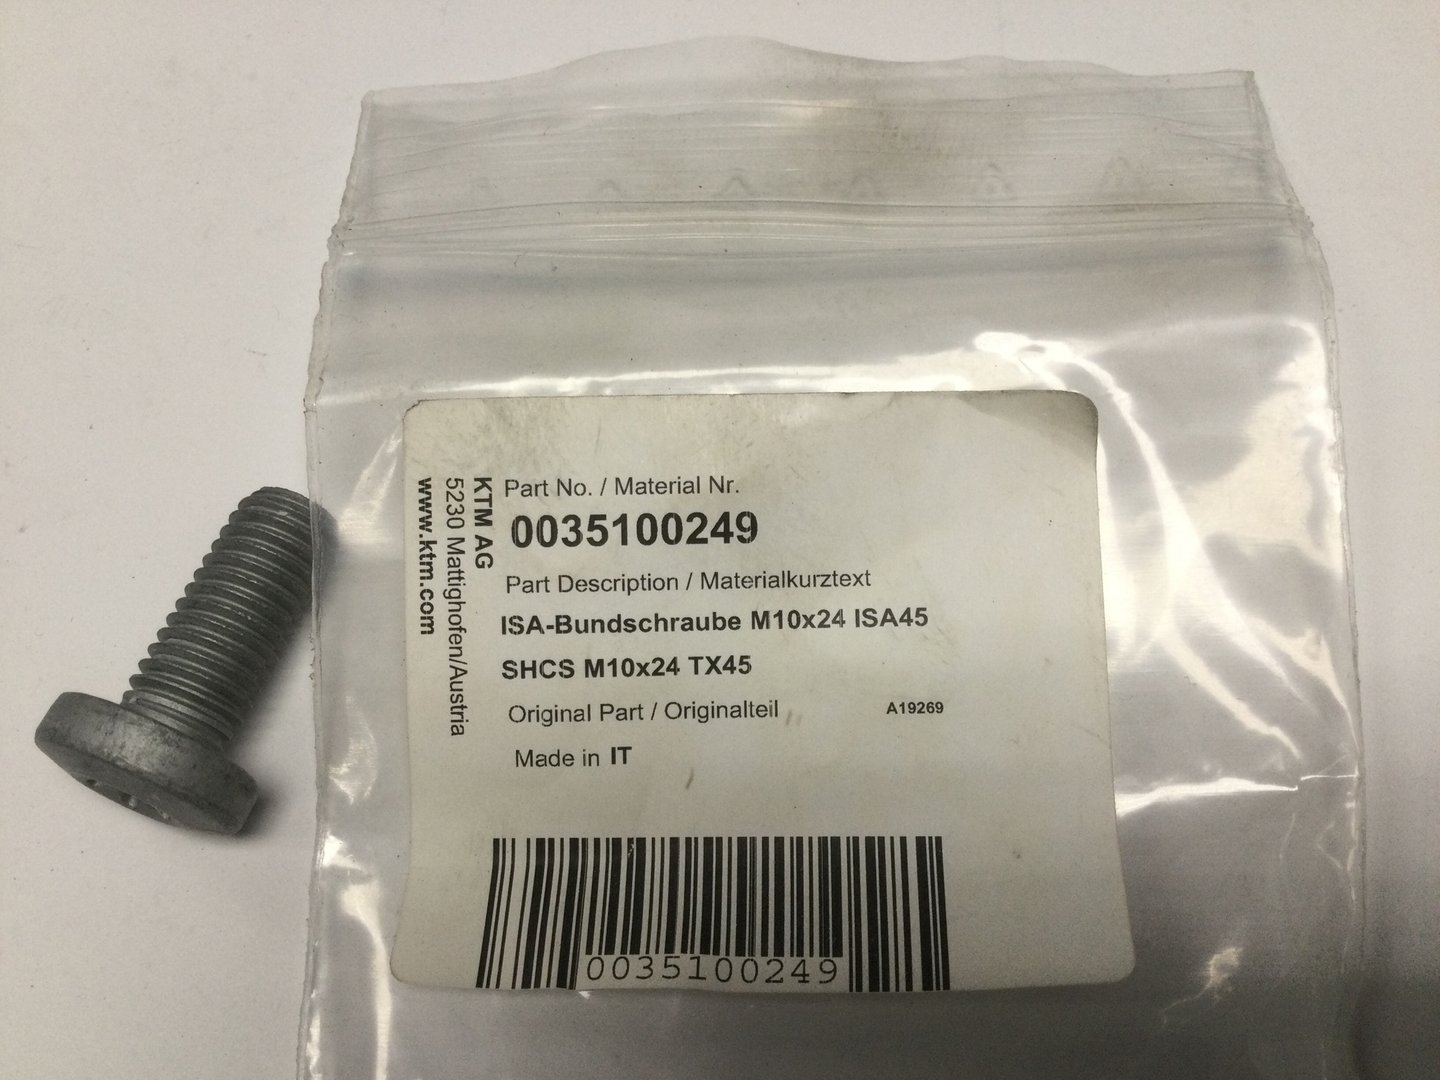 KTM AG
5230 Mattighofen/Austria
www.ktm.com
Part No. / Material Nr.
0035100249
Part Description / Materialkurztext
ISA-Bundschraube M10x24 ISA45
SHCS M10x24 TX45
Original Part / Originalteil A19269
Made in IT
0035100249